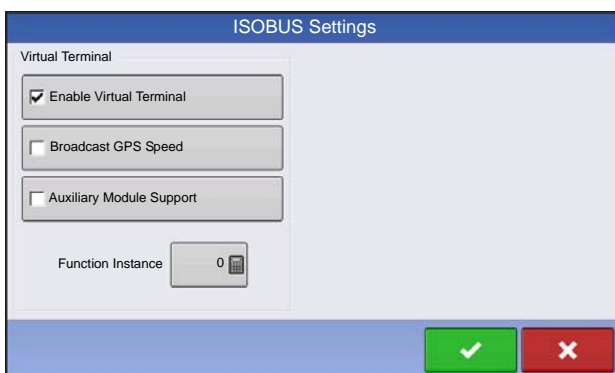 ISOBUS Settings
Virtual Terminal
Enable Virtual Terminal
Broadcast GPS Speed
Auxiliary Module Support
Function Instance 0